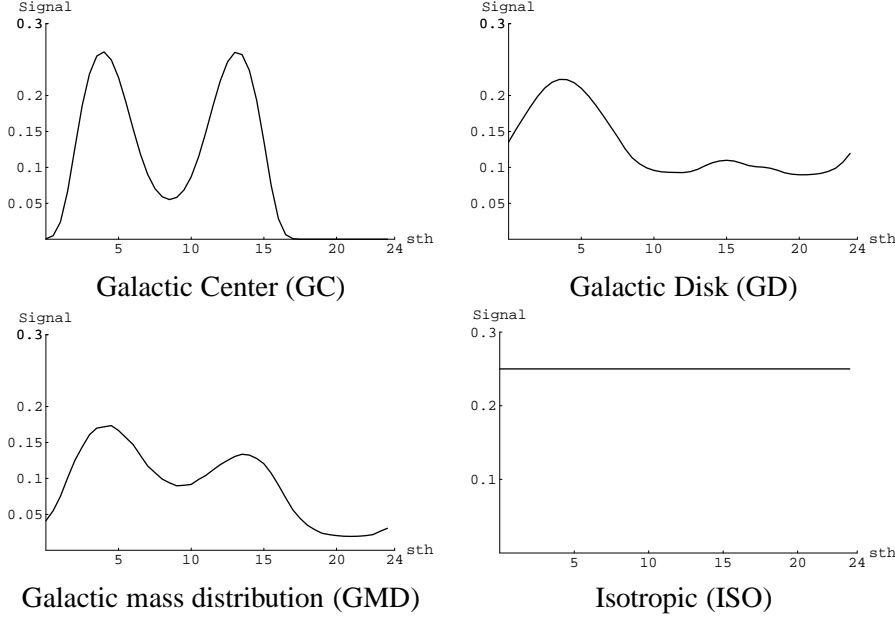 Signal
0.3
0.2
0.15
0.1
0.05
5 10 15 20 24 sth
Galactic Center (GC)
Signal
0.3
0.2
0.15
0.1
0.05
5 10 15 20 24 sth
Galactic Disk (GD)
Signal
0.3
0.2
0.15
0.1
0.05
5 10 15 20 24 sth
Galactic mass distribution (GMD)
Signal
0.3
0.2
0.1
5 10 15 20 24 sth
Isotropic (ISO)